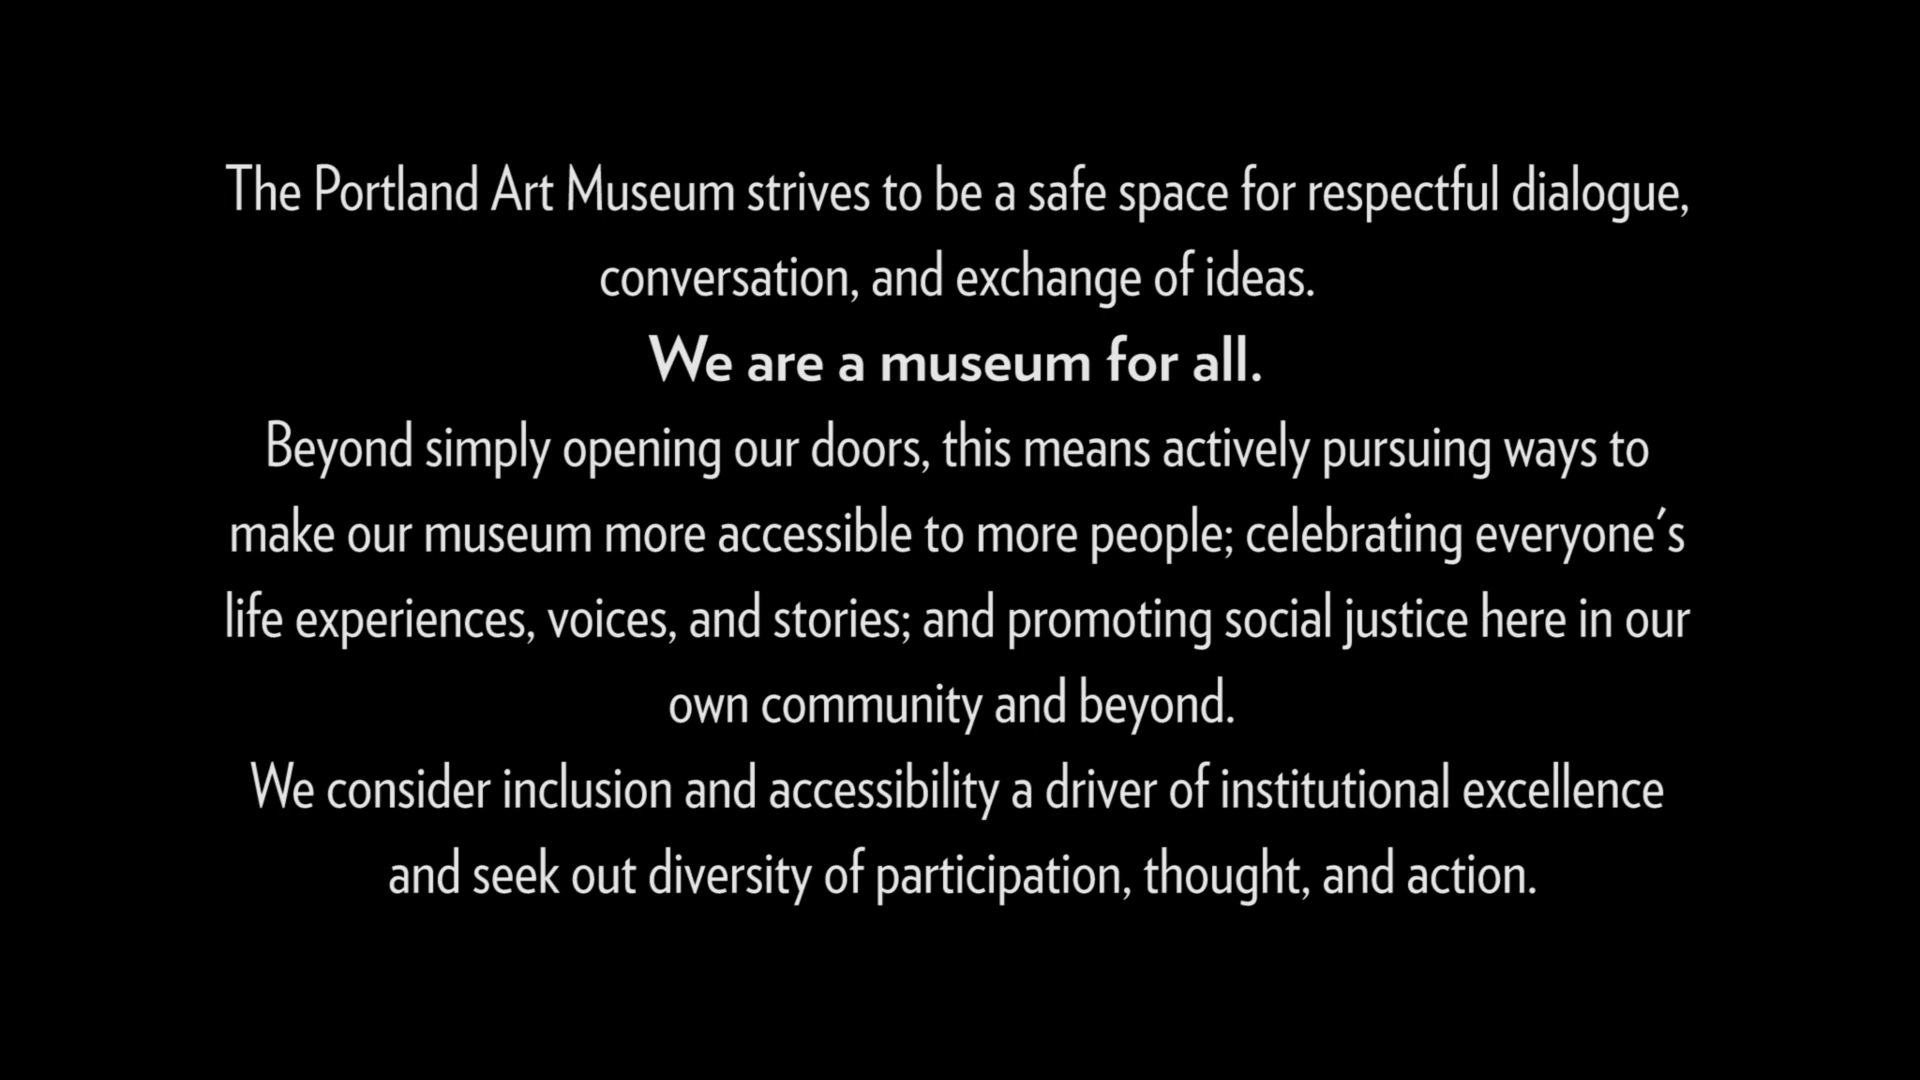 The Portland Art Museum strives to be a safe space for respectful dialogue,
conversation, and exchange of ideas.
We are a museum for all.
Beyond simply opening our doors, this means actively pursuing ways to
make our museum more accessible to more people; celebrating everyone's
life experiences, voices, and stories; and promoting social justice here in our
own community and beyond.
We consider inclusion and accessibility a driver of institutional excellence
and seek out diversity of participation, thought, and action.